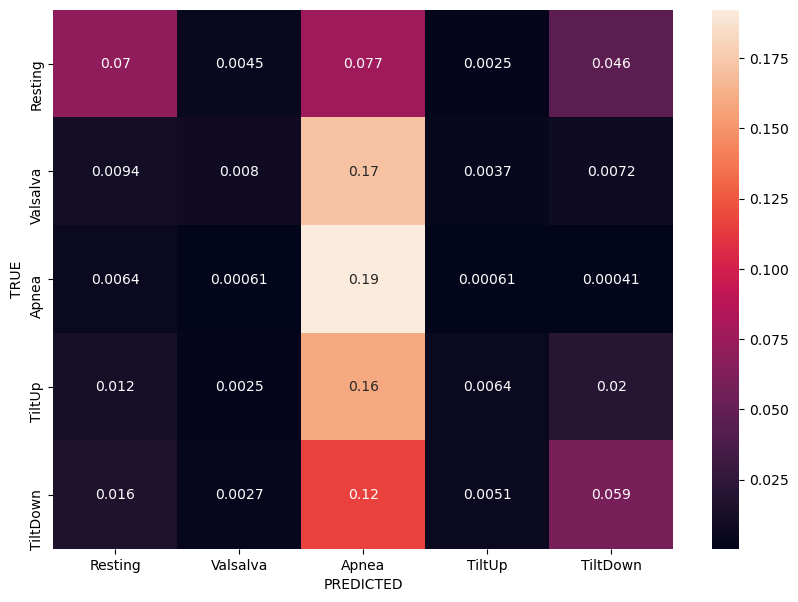 Resting 0.07 0.0045 0.077 0.0025 0.046
Valsalva 0.0094 0.008 0.17 0.0037 0.0072
Apnea 0.0064 0.00061 0.19 0.00061 0.00041
TiltUp 0.012 0.0025 0.16 0.0064 0.02
TiltDown 0.016 0.0027 0.12 0.0051 0.059
Resting Valsalva Apnea TiltUp TiltDown
PREDICTED
TRUE
0.175
0.150
0.125
0.100
0.075
0.050
0.025